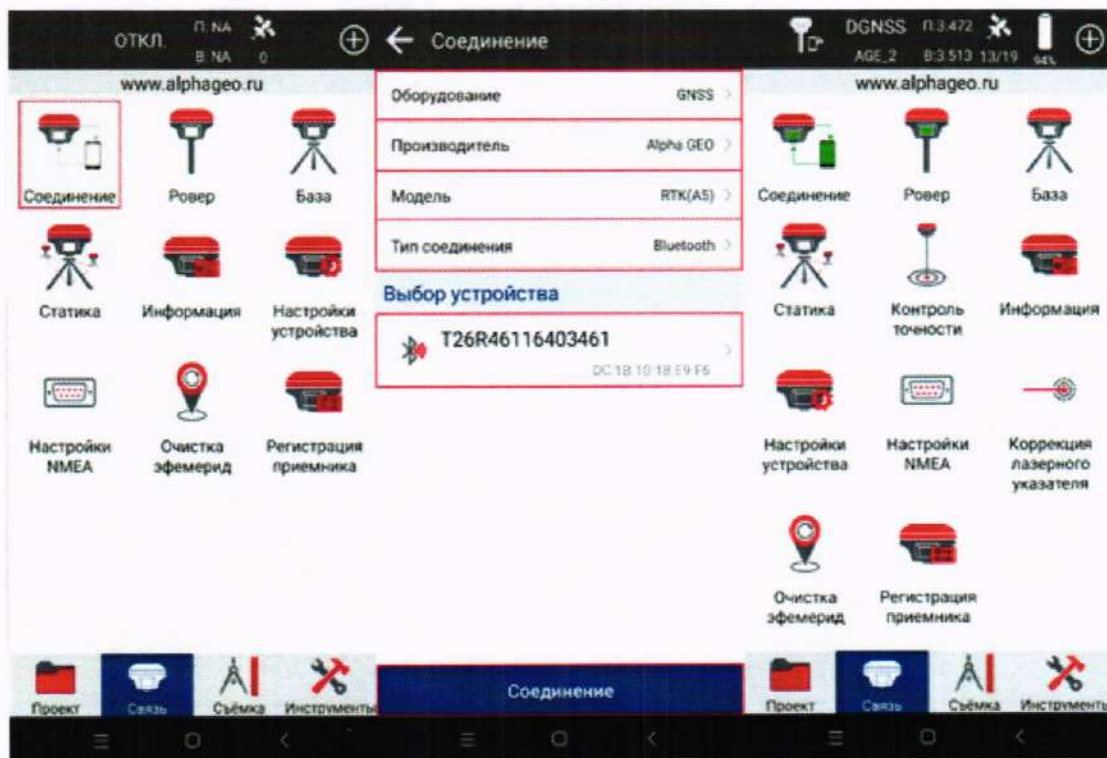 ОТКЛ.
П: NA
В: NA
0
www.alphageo.ru
Соединение
Ровер
База
Статика
Информация
Настройки
устройства
Настройки
NMEA
Очистка
эфемерид
Регистрация
приемника
Проект
Связь
Съёмка
Инструменты
Соединение
Оборудование
GNSS
Производитель
Alpha GEO
Модель
RTK(A5)
Тип соединения
Bluetooth
Выбор устройства
T26R46116403461
DC:1B:10:18:E9:F6
Соединение
DGNSS
П:3.472
AGE_2
В:3.513
13/19
94%
www.alphageo.ru
Соединение
Ровер
База
Статика
Контроль
точности
Информация
Настройки
устройства
Настройки
NMEA
Коррекция
лазерного
указателя
Очистка
эфемерид
Регистрация
приемника
Проект
Связь
Съёмка
Инструменты